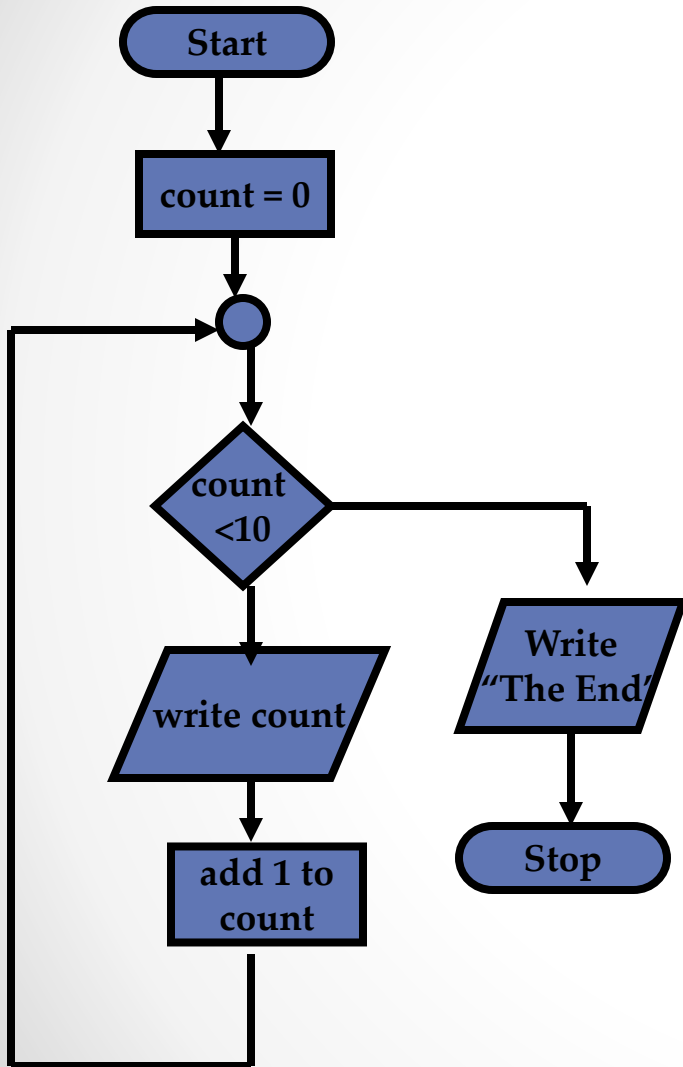 Start
count = 0
count
<10
write count
add 1 to
count
Write
“The End’
Stop